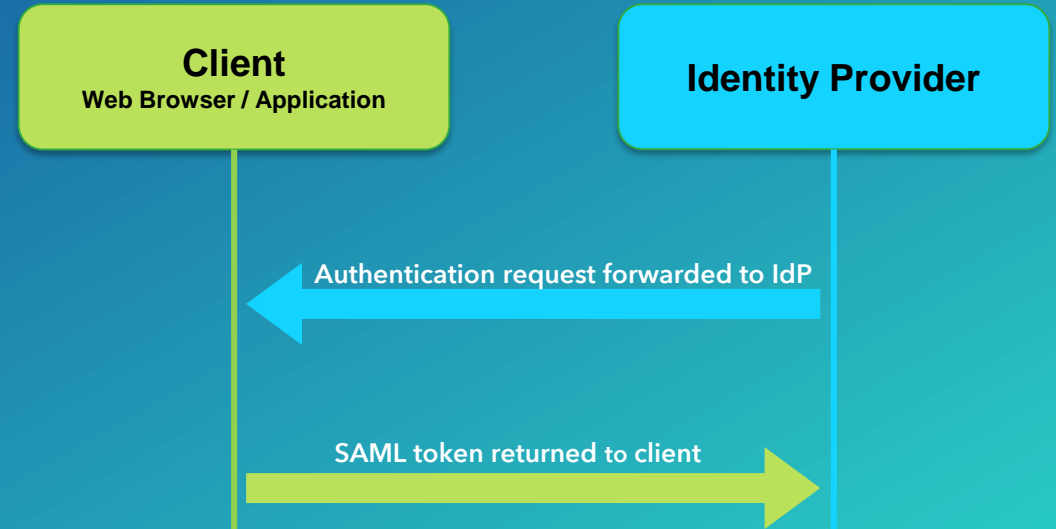 Client
Web Browser / Application
Identity Provider
Authentication request forwarded to IdP
SAML token returned to client